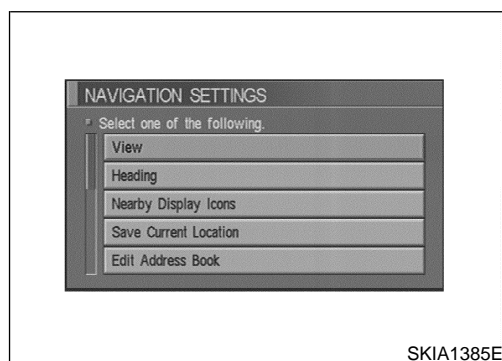 NAVIGATION SETTINGS
Select one of the following.
View
Heading
Nearby Display Icons
Save Current Location
Edit Address Book
SKIA1385E